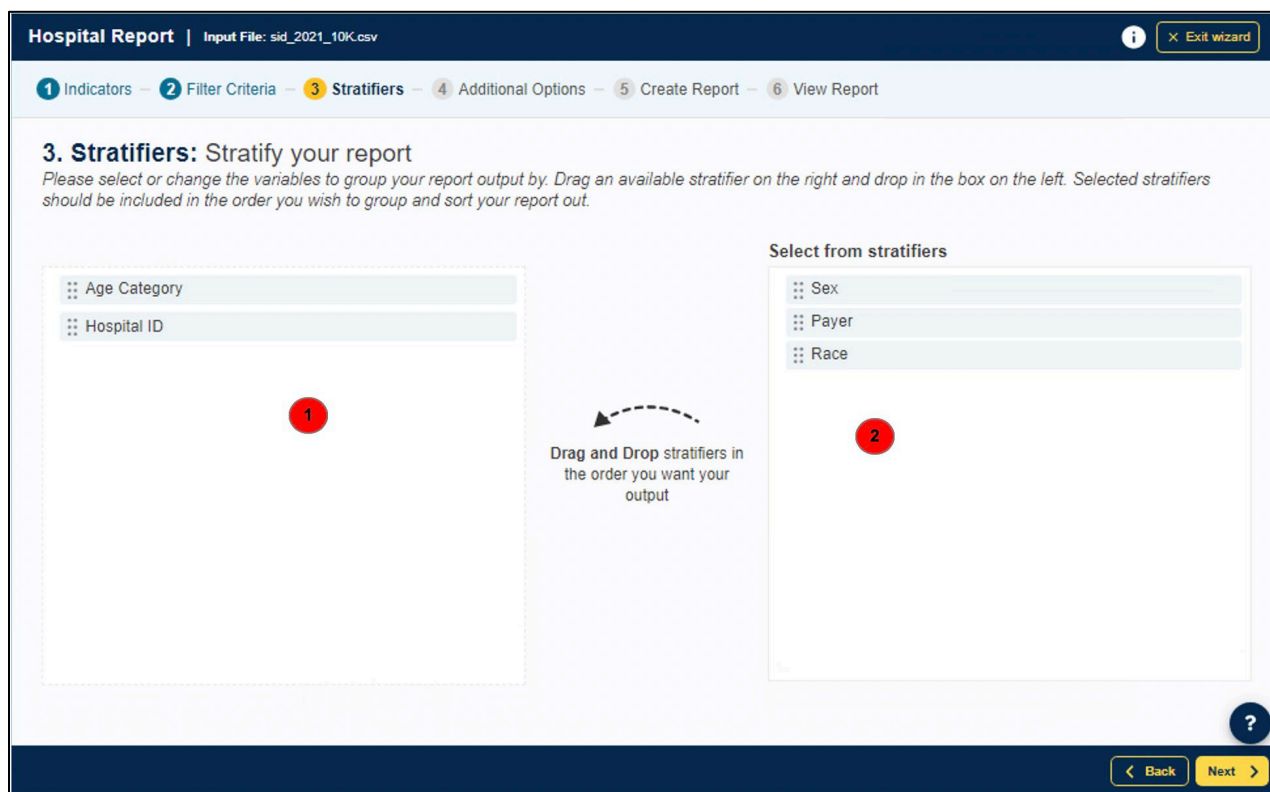 Hospital Report | Input File: sid_2021_10K.csv
i
× Exit wizard
1 Indicators – 2 Filter Criteria – 3 Stratifiers – 4 Additional Options – 5 Create Report – 6 View Report
3. Stratifiers: Stratify your report
Please select or change the variables to group your report output by. Drag an available stratifier on the right and drop in the box on the left. Selected stratifiers
should be included in the order you wish to group and sort your report out.
Select from stratifiers
Age Category
Hospital ID
1
Drag and Drop stratifiers in
the order you want your
output
Sex
Payer
Race
2
?
Back
Next